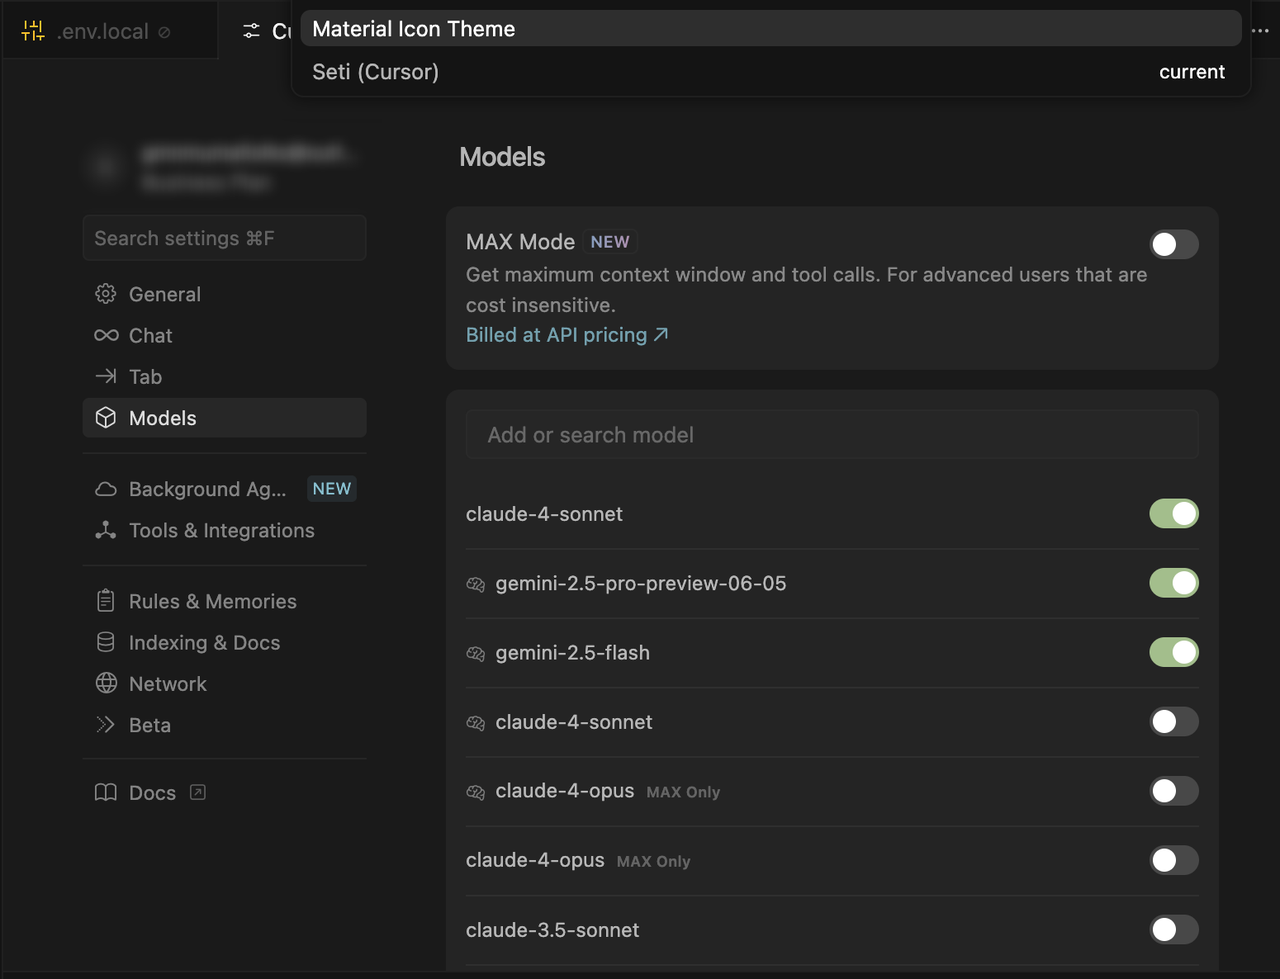 .env.local
Cu
Material Icon Theme
Seti (Cursor)
current
Search settings ⌘F
General
Chat
Tab
Models
Background Ag...
NEW
Tools & Integrations
Rules & Memories
Indexing & Docs
Network
Beta
Docs
Models
MAX Mode NEW
Get maximum context window and tool calls. For advanced users that are
cost insensitive.
Billed at API pricing ↗
Add or search model
claude-4-sonnet
gemini-2.5-pro-preview-06-05
gemini-2.5-flash
claude-4-sonnet
claude-4-opus MAX Only
claude-4-opus MAX Only
claude-3.5-sonnet